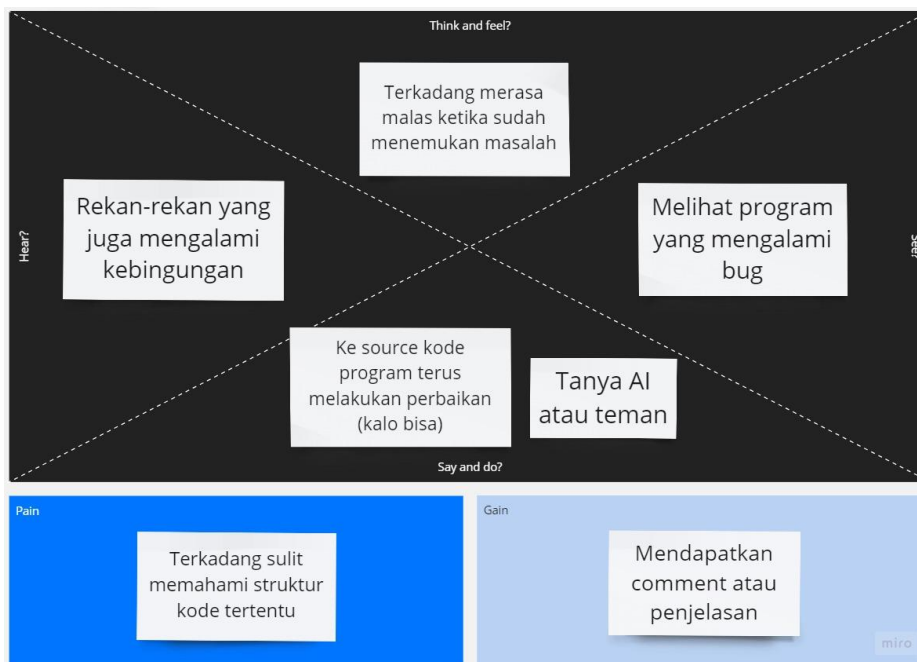 Think and feel?
Terkadang merasa
malas ketika sudah
menemukan masalah
Hear?
Rekan-rekan yang
juga mengalami
kebingungan
Melihat program
yang mengalami
bug
See?
Ke source kode
program terus
melakukan perbaikan
(kalo bisa)
Tanya AI
atau teman
Say and do?
Pain
Terkadang sulit
memahami struktur
kode tertentu
Gain
Mendapatkan
comment atau
penjelasan
miro